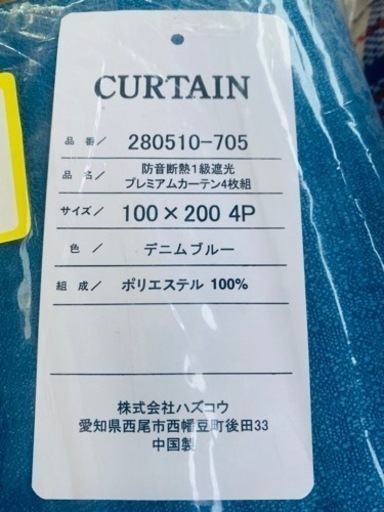 CURTAIN
品番／ 280510-705
品名／ 防音断熱1級遮光
プレミアムカーテン4枚組
サイズ／ 100×200 4P
色／ デニムブルー
組成／ ポリエステル 100%
株式会社ハズコウ
愛知県西尾市西幡豆町後田33
中国製